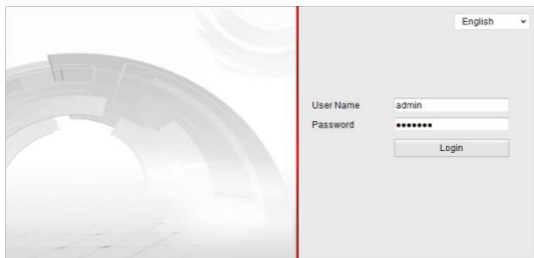 English
User Name admin
Password •••••••
Login